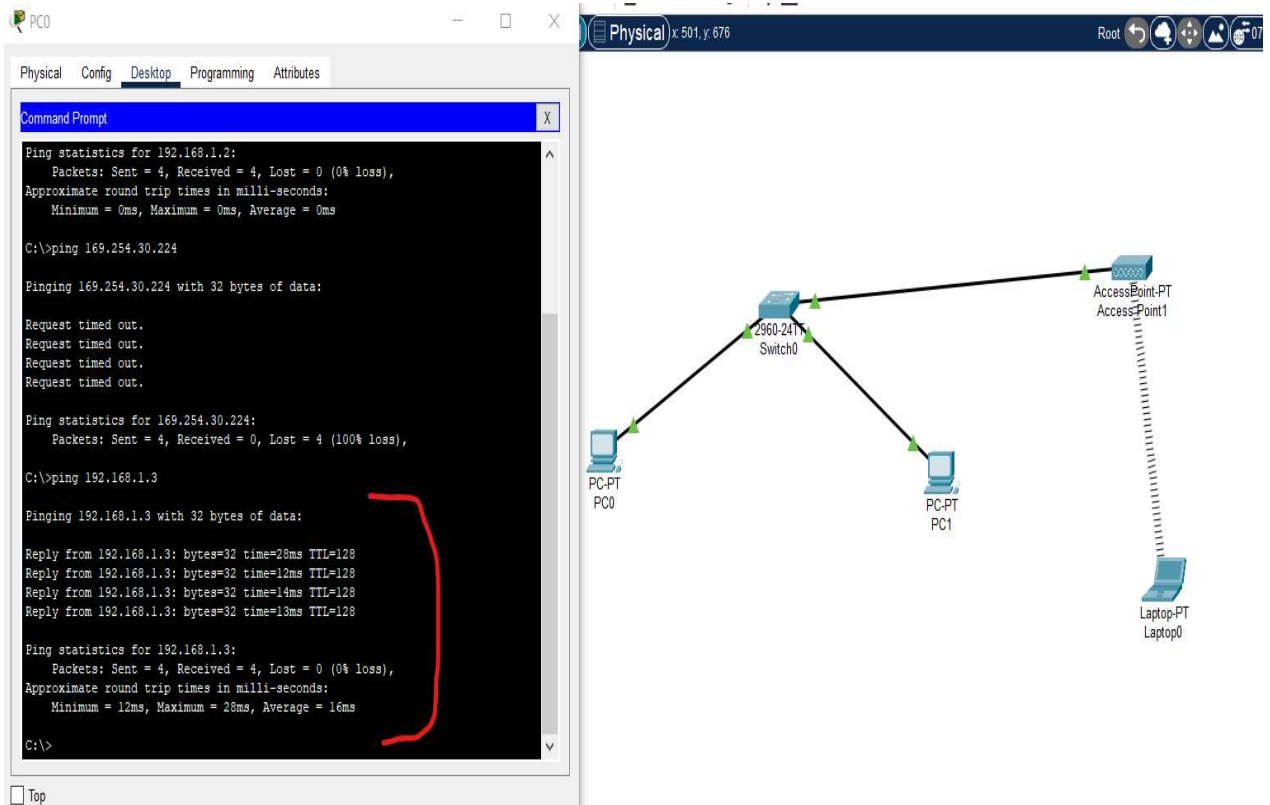 PC0
Physical Config Desktop Programming Attributes
Command Prompt
X
Ping statistics for 192.168.1.2:
Packets: Sent = 4, Received = 4, Lost = 0 (0% loss),
Approximate round trip times in milli-seconds:
Minimum = 0ms, Maximum = 0ms, Average = 0ms
C:\>ping 169.254.30.224
Pinging 169.254.30.224 with 32 bytes of data:
Request timed out.
Request timed out.
Request timed out.
Request timed out.
Ping statistics for 169.254.30.224:
Packets: Sent = 4, Received = 0, Lost = 4 (100% loss),
C:\>ping 192.168.1.3
Pinging 192.168.1.3 with 32 bytes of data:
Reply from 192.168.1.3: bytes=32 time=28ms TTL=128
Reply from 192.168.1.3: bytes=32 time=12ms TTL=128
Reply from 192.168.1.3: bytes=32 time=14ms TTL=128
Reply from 192.168.1.3: bytes=32 time=13ms TTL=128
Ping statistics for 192.168.1.3:
Packets: Sent = 4, Received = 4, Lost = 0 (0% loss),
Approximate round trip times in milli-seconds:
Minimum = 12ms, Maximum = 28ms, Average = 16ms
C:\>
Top
Physical x: 501, y: 676
Root
07
AccessPoint-PT
Access Point1
2960-24TT
Switch0
PC-PT
PC0
PC-PT
PC1
Laptop-PT
Laptop0